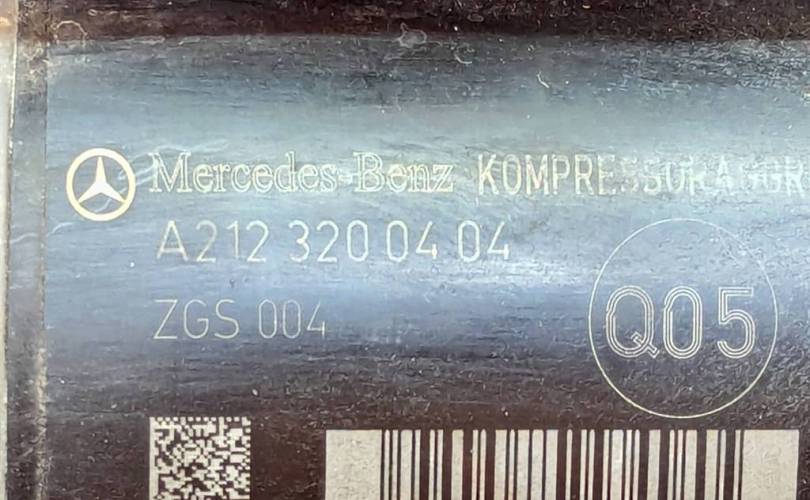 Mercedes-Benz KOMPRESSORAGGR
A212 320 04 04
ZGS 004
Q05